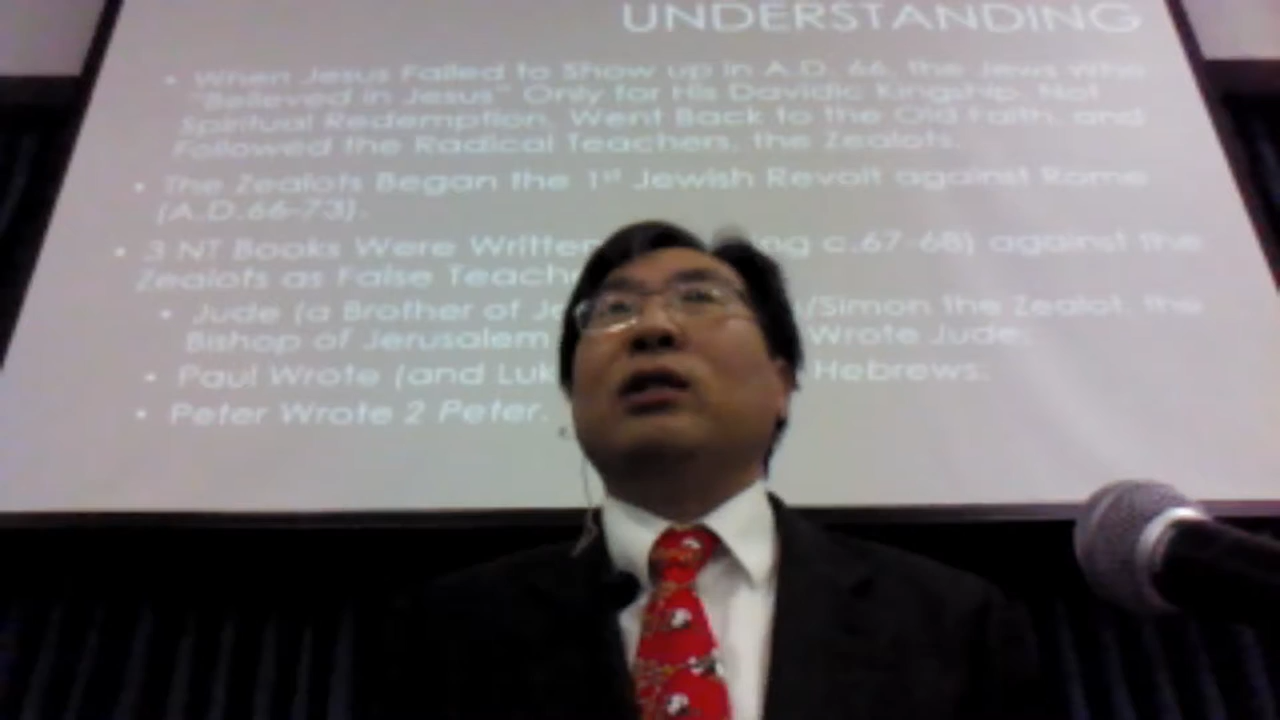 UNDERSTANDING
• When Jesus Failed to Show up in A.D. 66, the Jews who
"Believed in Jesus" Only for His Davidic Kingship, Not
Spiritual Redemption, Went Back to the Old Faith, and
Followed the Radical Teachers, the Zealots.
• The Zealots Began the 1st Jewish Revolt against Rome
(A.D.66-73).
• 3 NT Books Were Written c.67-68) against the
Zealots as False
• Jude (a Brother of /Simon the Zealot, the
Bishop of Jerusalem Wrote Jude;
• Paul Wrote (and Hebrews;
• Peter Wrote 2 Peter.